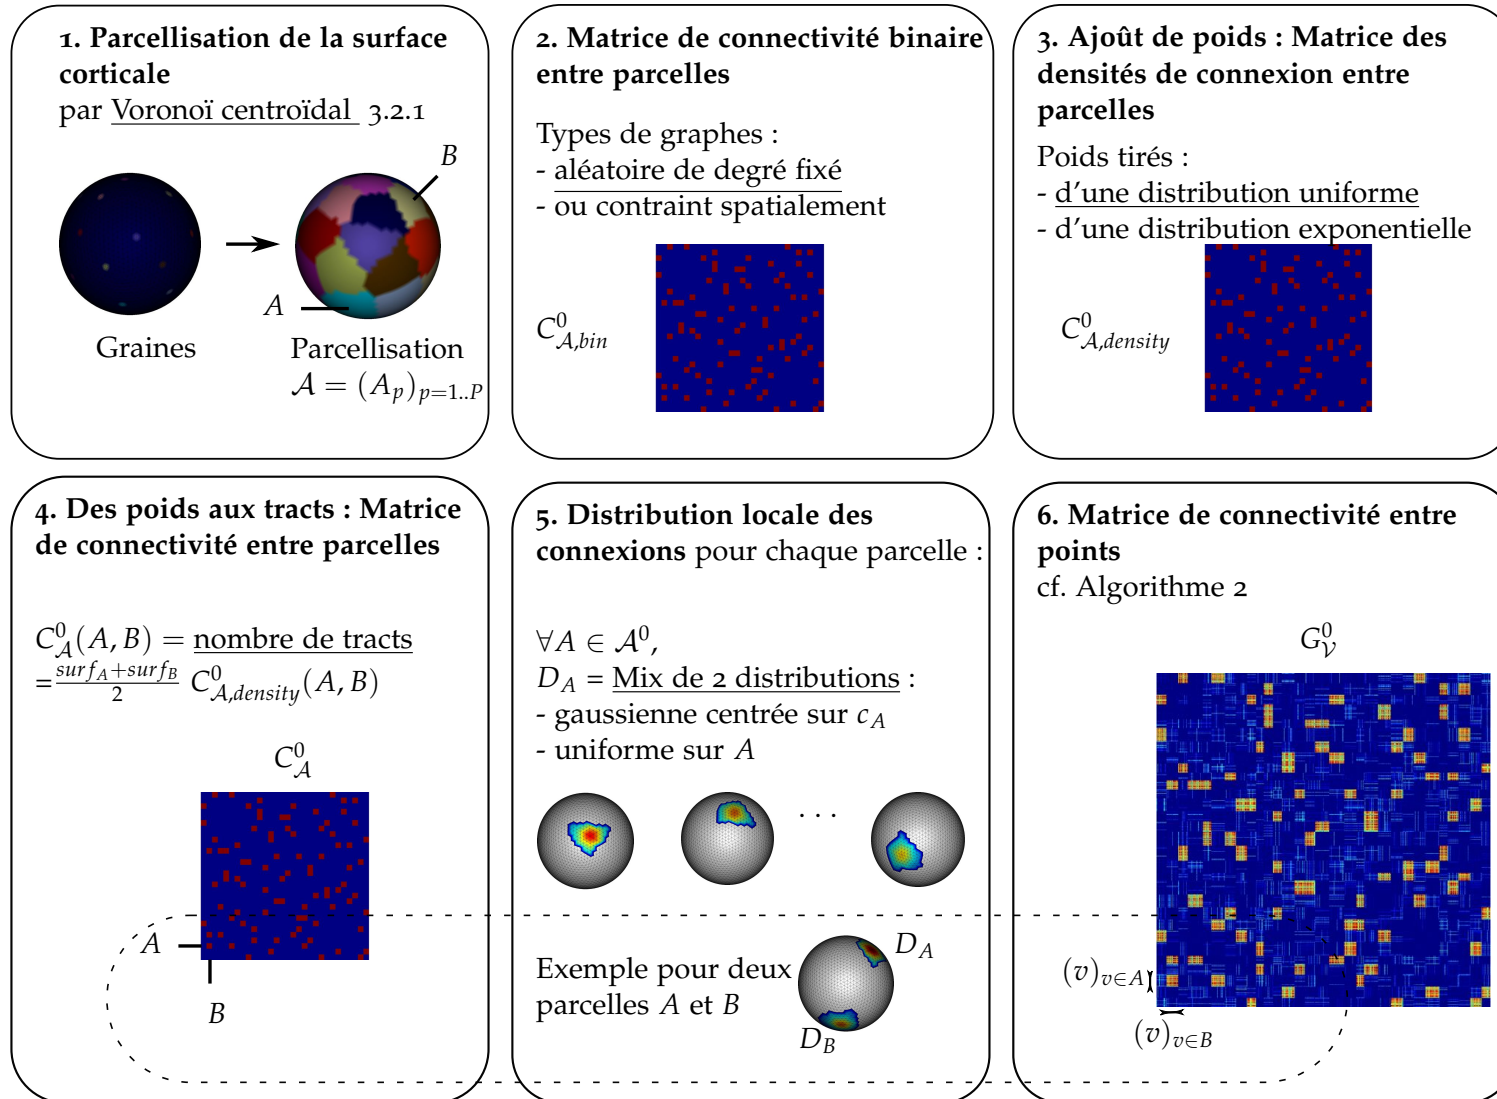 1. Parcellisation de la surface
corticale
par Voronoï centroïdal 3.2.1
B
A
Graines
Parcellisation
𝒜 = (A_p)_{p=1..P}
2. Matrice de connectivité binaire
entre parcelles
Types de graphes :
- aléatoire de degré fixé
- ou contraint spatialement
C^0_{𝒜,bin}
3. Ajoût de poids : Matrice des
densités de connexion entre
parcelles
Poids tirés :
- d'une distribution uniforme
- d'une distribution exponentielle
C^0_{𝒜,density}
4. Des poids aux tracts : Matrice
de connectivité entre parcelles
C^0_𝒜(A, B) = nombre de tracts
=\frac{surf_A+surf_B}{2} C^0_{𝒜,density}(A, B)
C^0_𝒜
A
B
5. Distribution locale des
connexions pour chaque parcelle :
∀A ∈ 𝒜^0,
D_A = Mix de 2 distributions :
- gaussienne centrée sur c_A
- uniforme sur A
. . .
Exemple pour deux
parcelles A et B
D_A
D_B
6. Matrice de connectivité entre
points
cf. Algorithme 2
G^0_𝒱
(v)_{v∈A}
(v)_{v∈B}